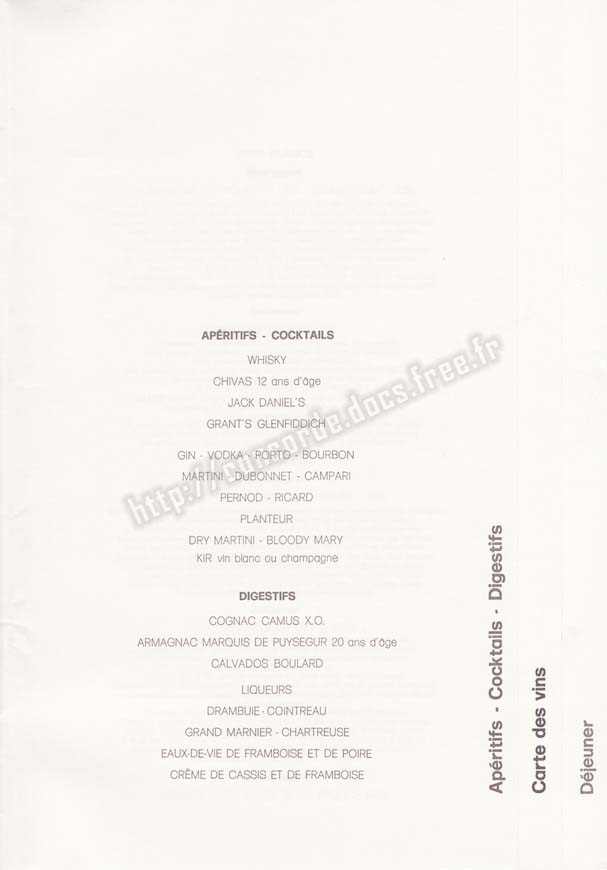 APÉRITIFS - COCKTAILS
WHISKY
CHIVAS 12 ans d'âge
JACK DANIEL'S
GRANT'S GLENFIDDICH
GIN - VODKA - PORTO - BOURBON
MARTINI - DUBONNET - CAMPARI
PERNOD - RICARD
PLANTEUR
DRY MARTINI - BLOODY MARY
KIR vin blanc ou champagne
DIGESTIFS
COGNAC CAMUS X.O.
ARMAGNAC MARQUIS DE PUYSEGUR 20 ans d'âge
CALVADOS BOULARD
LIQUEURS
DRAMBUIE - COINTREAU
GRAND MARNIER - CHARTREUSE
EAUX-DE-VIE DE FRAMBOISE ET DE POIRE
CRÈME DE CASSIS ET DE FRAMBOISE
Apéritifs - Cocktails - Digestifs
Carte des vins
Déjeuner
http://concorde.docs.free.fr